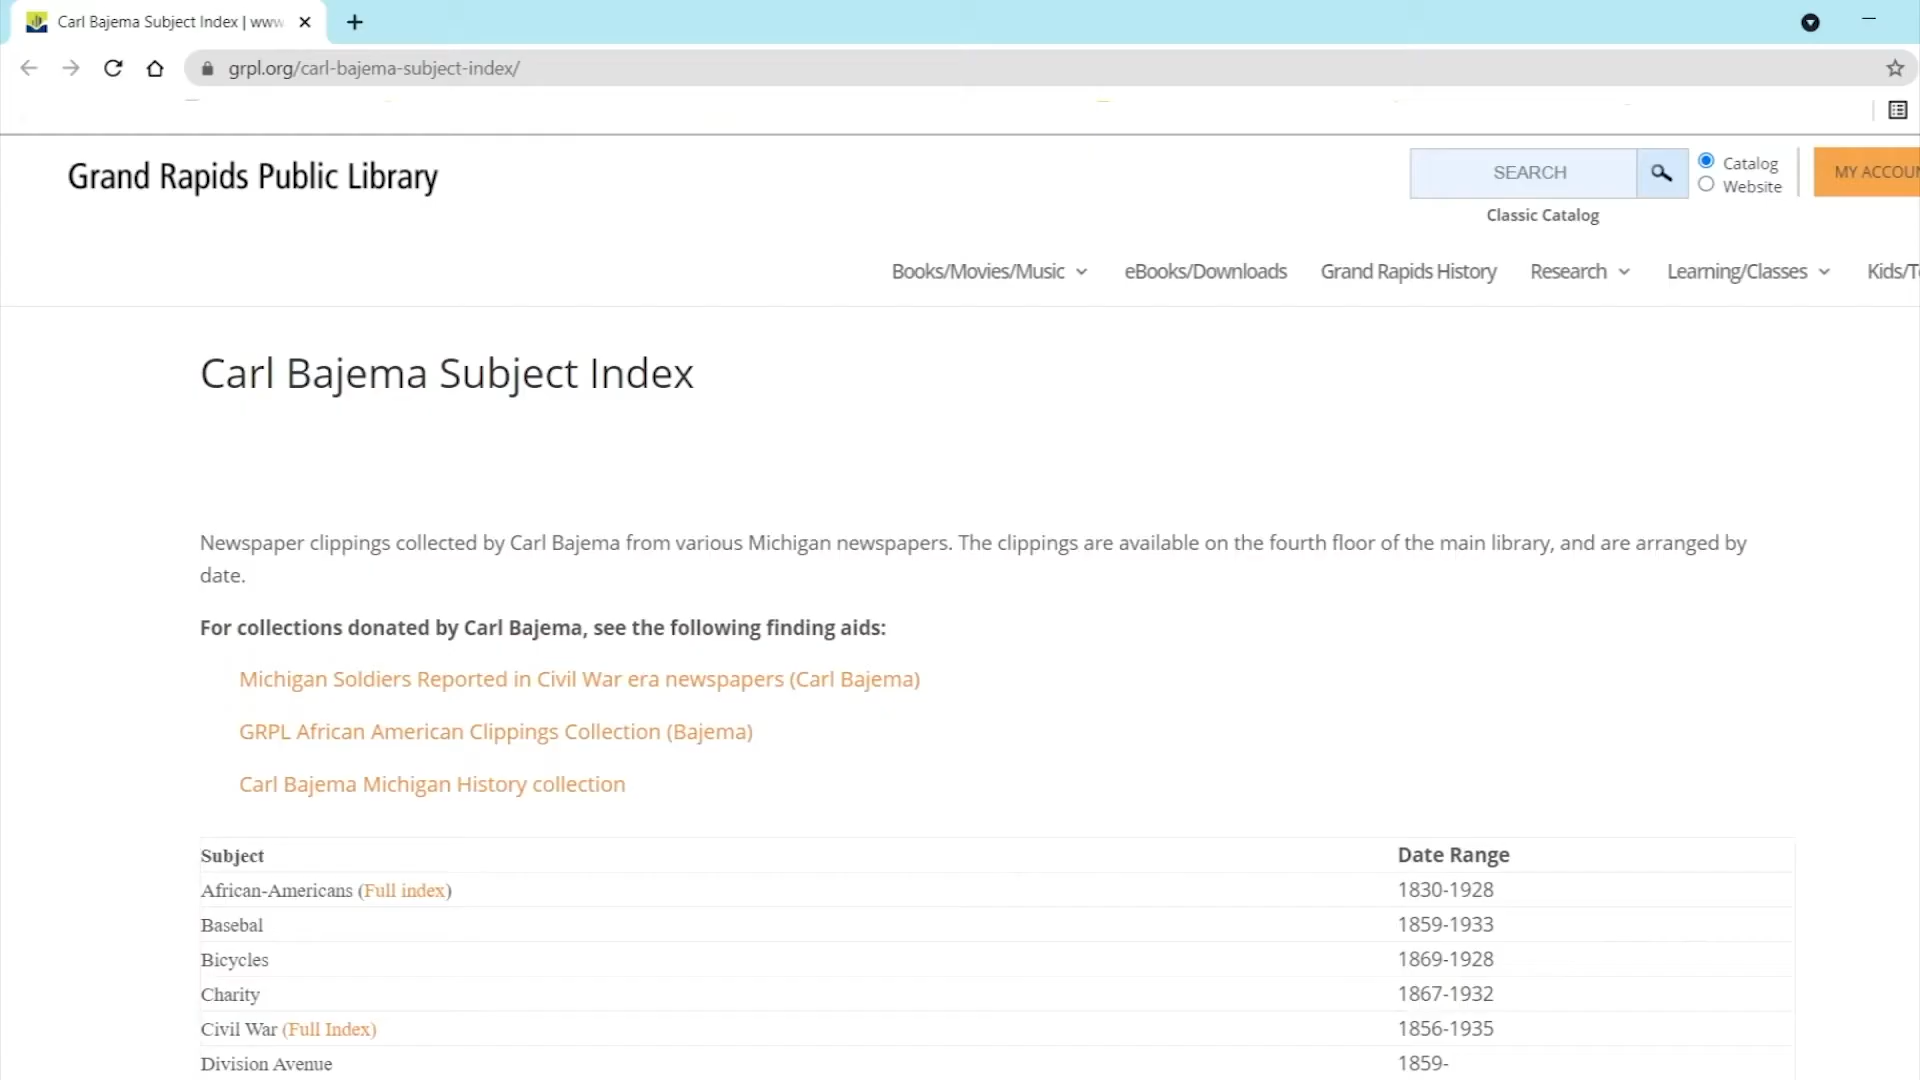 Carl Bajema Subject Index | www
grpl.org/carl-bajema-subject-index/
Grand Rapids Public Library
SEARCH
Catalog
Website
MY ACCOUN
Classic Catalog
Books/Movies/Music
eBooks/Downloads
Grand Rapids History
Research
Learning/Classes
Kids/T
Carl Bajema Subject Index
Newspaper clippings collected by Carl Bajema from various Michigan newspapers. The clippings are available on the fourth floor of the main library, and are arranged by
date.
For collections donated by Carl Bajema, see the following finding aids:
Michigan Soldiers Reported in Civil War era newspapers (Carl Bajema)
GRPL African American Clippings Collection (Bajema)
Carl Bajema Michigan History collection
Subject Date Range
African-Americans (Full index) 1830-1928
Basebal 1859-1933
Bicycles 1869-1928
Charity 1867-1932
Civil War (Full Index) 1856-1935
Division Avenue 1859-